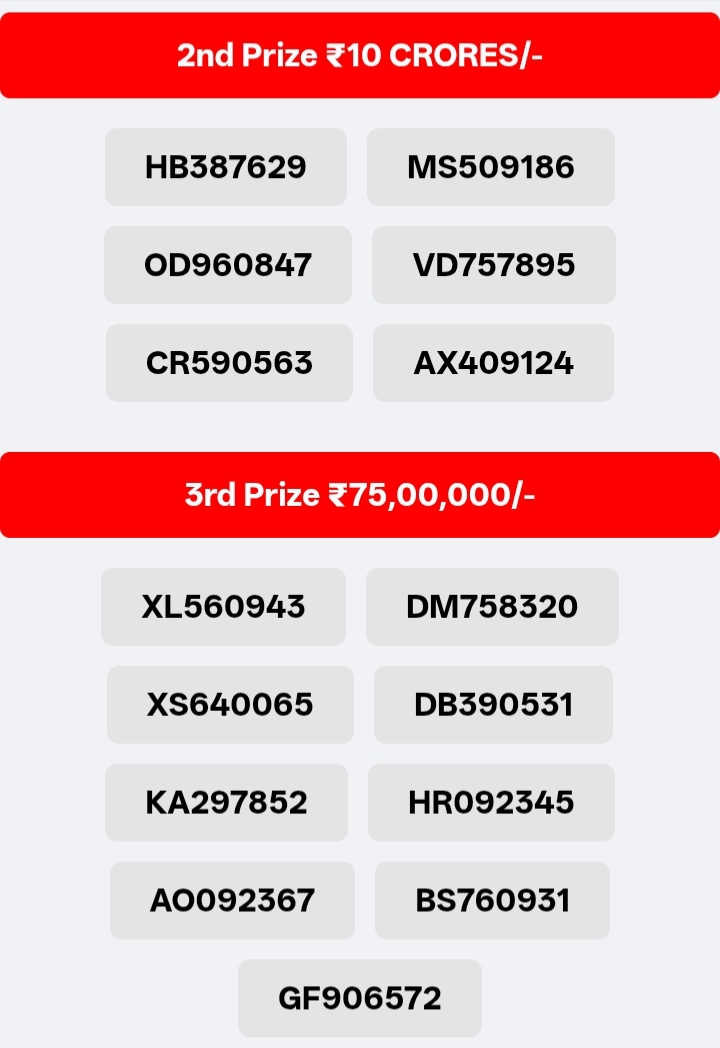 2nd Prize ₹10 CRORES/-
HB387629 MS509186
OD960847 VD757895
CR590563 AX409124
3rd Prize ₹75,00,000/-
XL560943 DM758320
XS640065 DB390531
KA297852 HR092345
AO092367 BS760931
GF906572